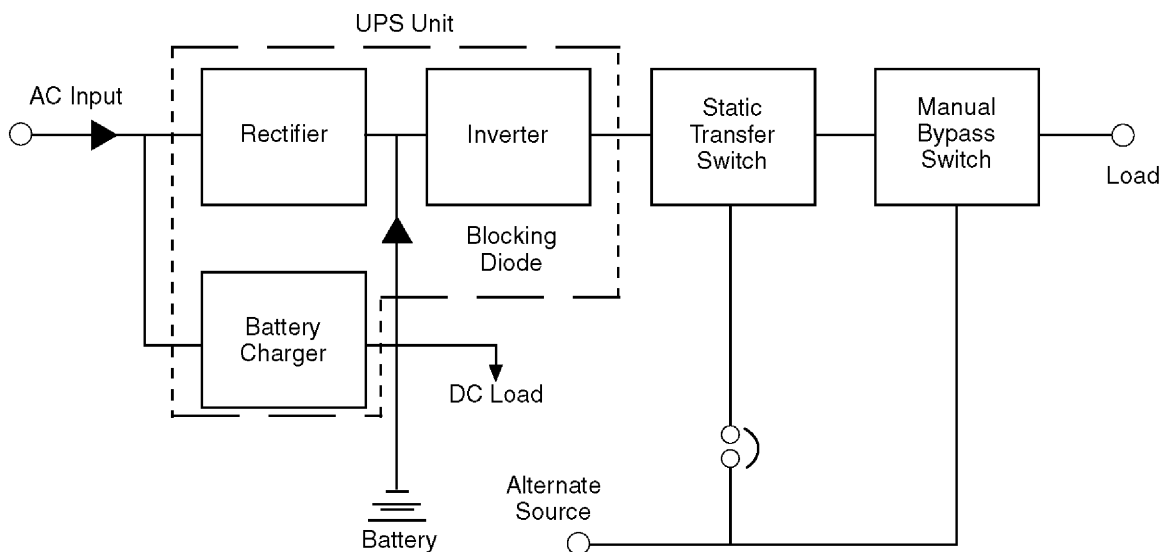 UPS Unit
AC Input
Rectifier
Inverter
Static
Transfer
Switch
Manual
Bypass
Switch
Load
Blocking
Diode
Battery
Charger
DC Load
Alternate
Source
Battery